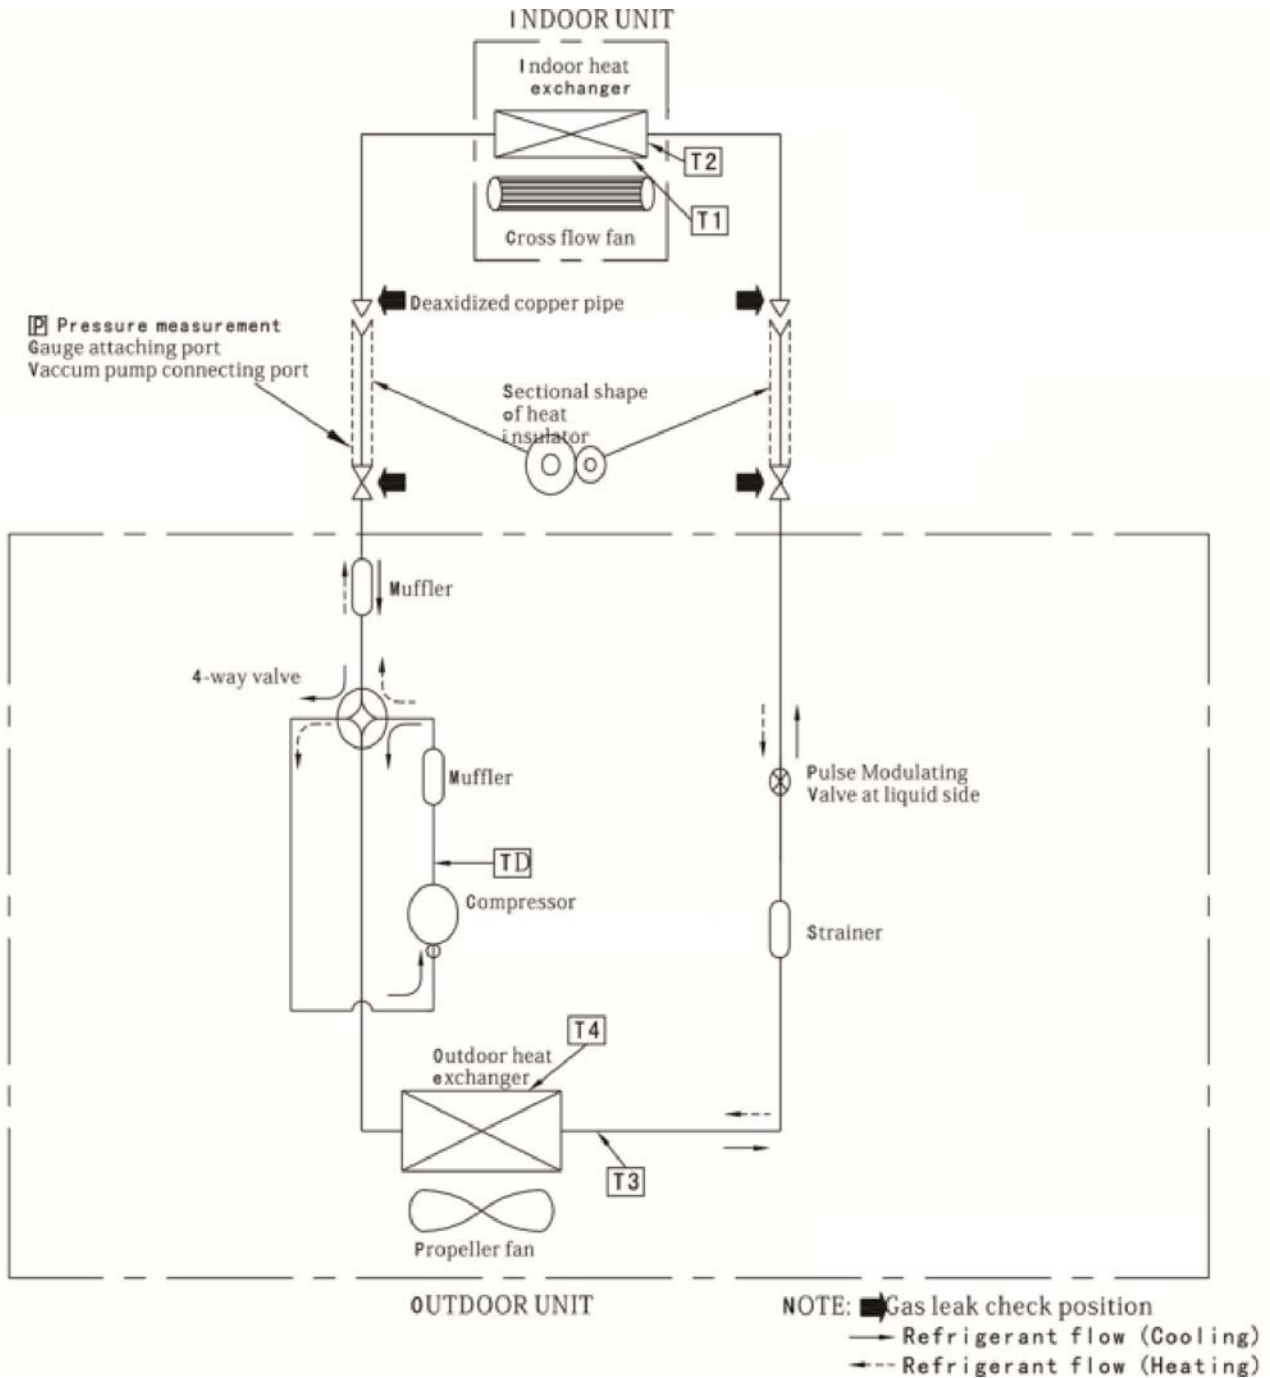 INDOOR UNIT
Indoor heat
exchanger
T2
T1
Cross flow fan
Deaxidized copper pipe
P Pressure measurement
Gauge attaching port
Vaccum pump connecting port
Sectional shape
of heat
insulator
Muffler
4-way valve
Muffler
Pulse Modulating
Valve at liquid side
TD
Compressor
Strainer
T4
Outdoor heat
exchanger
T3
Propeller fan
OUTDOOR UNIT
NOTE: Gas leak check position
Refrigerant flow (Cooling)
Refrigerant flow (Heating)